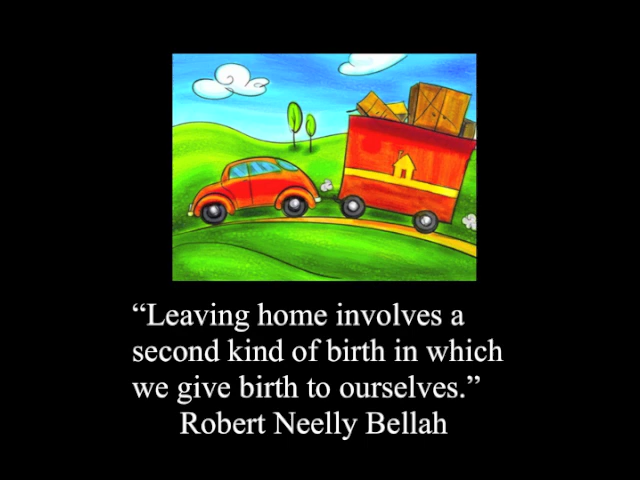 “Leaving home involves a
second kind of birth in which
we give birth to ourselves.”
Robert Neelly Bellah